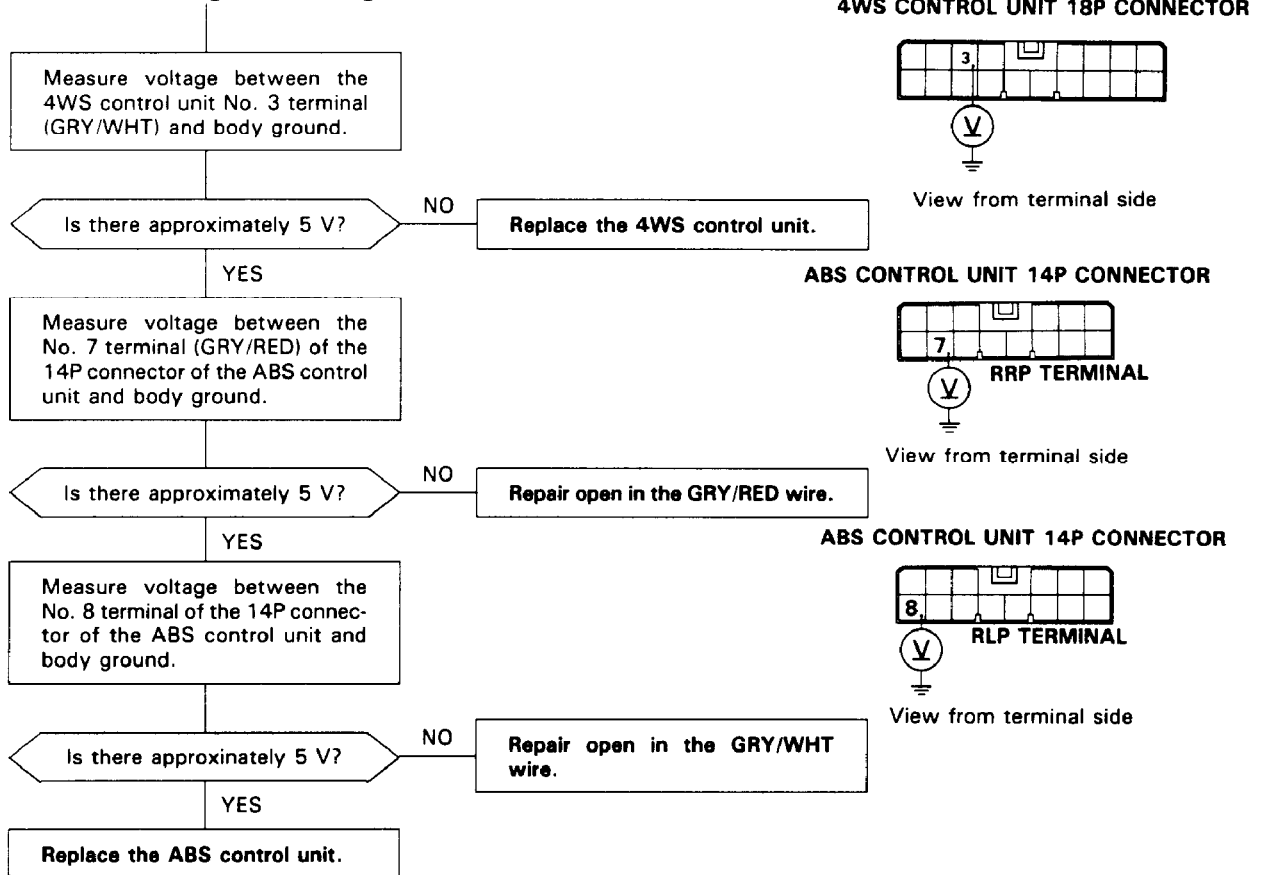 4WS CONTROL UNIT 18P CONNECTOR
Measure voltage between the
4WS control unit No. 3 terminal
(GRY/WHT) and body ground.
3
V
View from terminal side
Is there approximately 5 V?
NO
Replace the 4WS control unit.
YES
ABS CONTROL UNIT 14P CONNECTOR
Measure voltage between the
No. 7 terminal (GRY/RED) of the
14P connector of the ABS control
unit and body ground.
7
RRP TERMINAL
V
View from terminal side
Is there approximately 5 V?
NO
Repair open in the GRY/RED wire.
YES
ABS CONTROL UNIT 14P CONNECTOR
Measure voltage between the
No. 8 terminal of the 14P connec-
tor of the ABS control unit and
body ground.
8
RLP TERMINAL
V
View from terminal side
Is there approxinately 5 V?
NO
Repair open in the GRY/WHT
wire.
YES
Replace the ABS control unit.